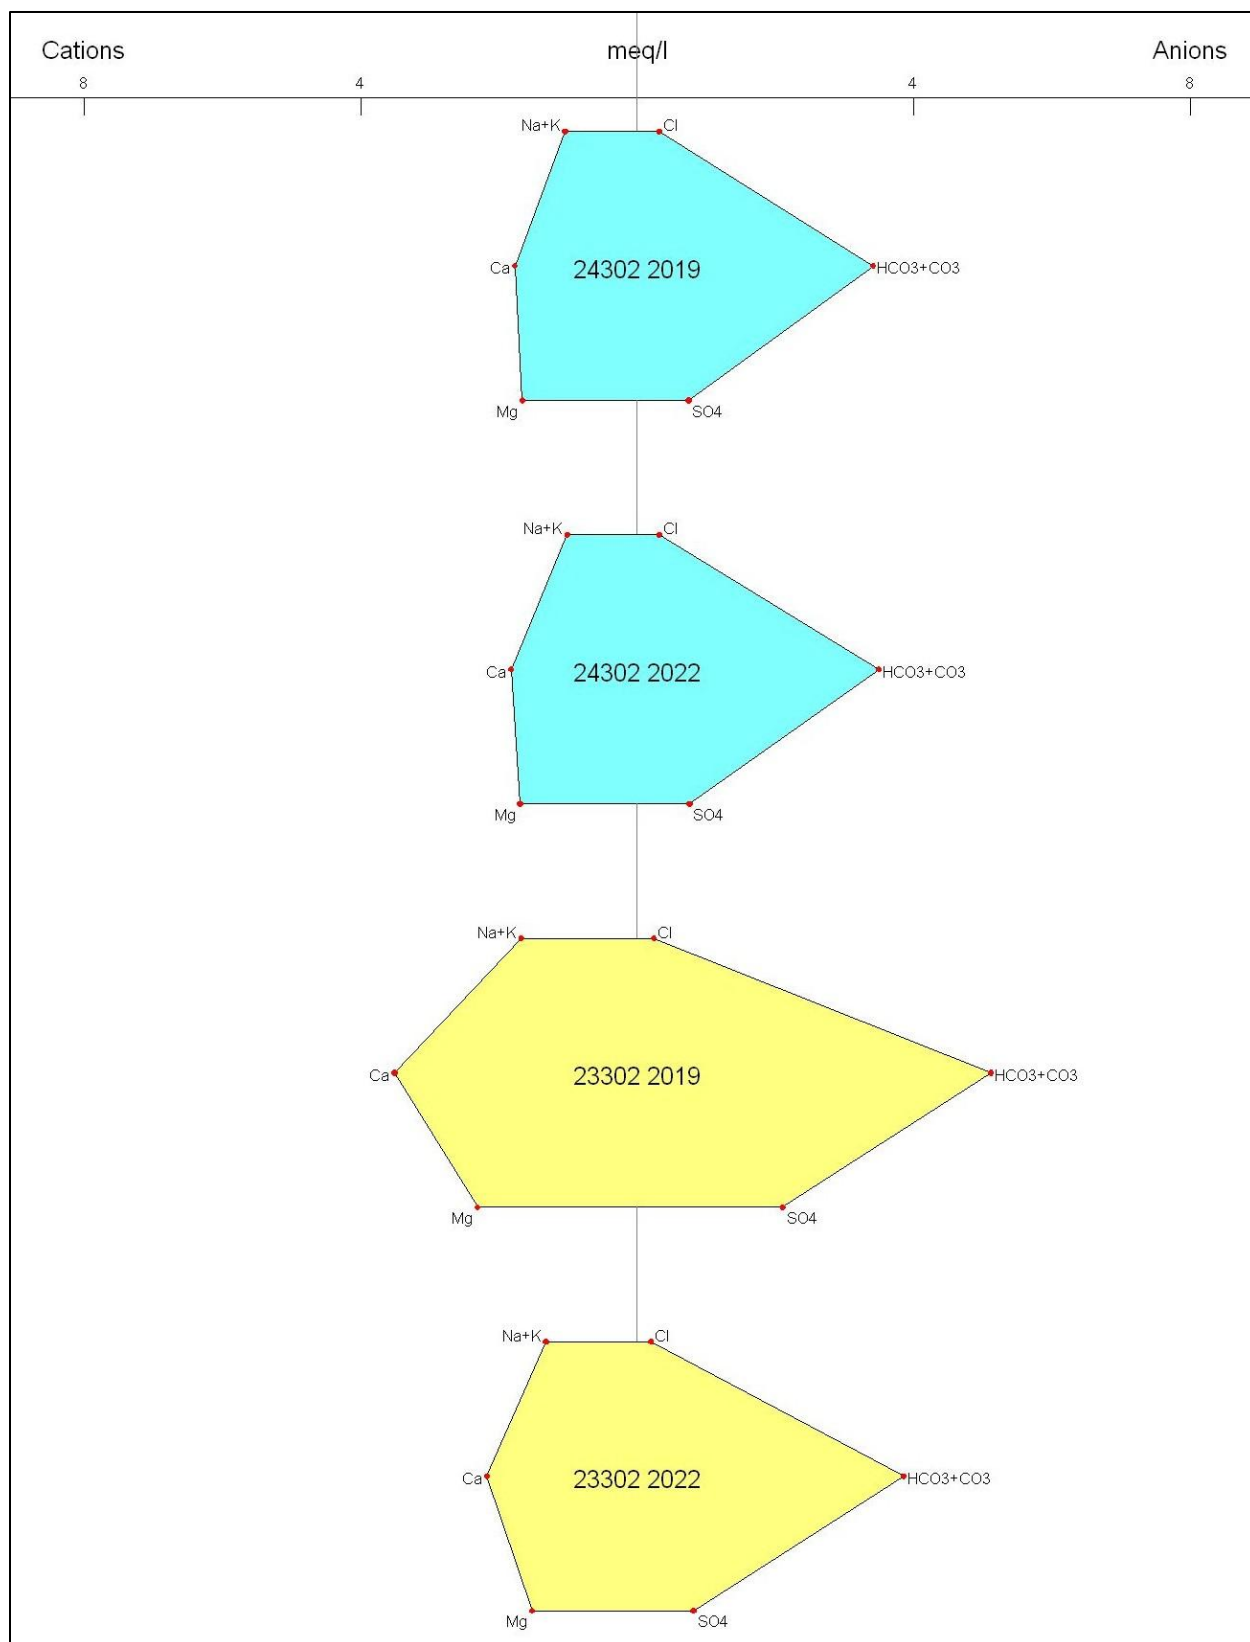 Cations meq/l Anions
8 4 4 8
Na+K Cl
Ca 24302 2019 HCO3+CO3
Mg SO4
Na+K Cl
Ca 24302 2022 HCO3+CO3
Mg SO4
Na+K Cl
Ca 23302 2019 HCO3+CO3
Mg SO4
Na+K Cl
Ca 23302 2022 HCO3+CO3
Mg SO4